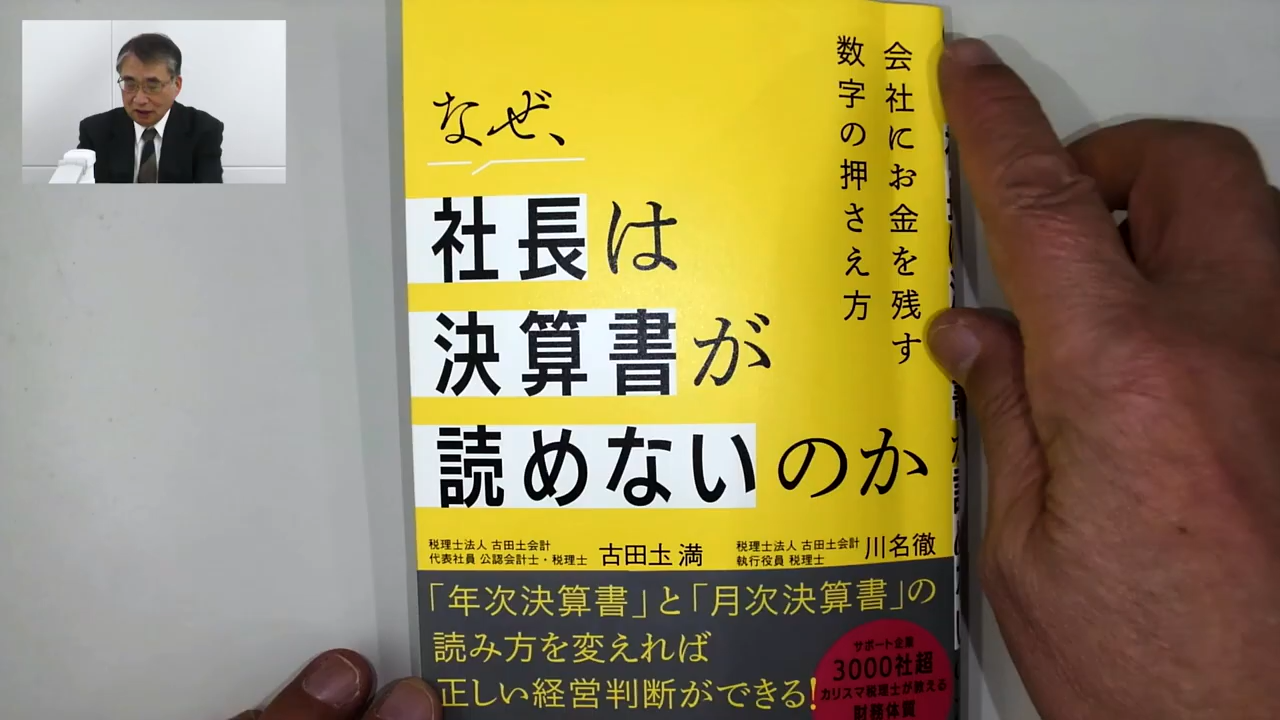 会社にお金を残す
数字の押さえ方
なぜ、
社長は
決算書が
読めないのか
税理士法人 古田土会計
代表社員 公認会計士・税理士 古田圡 満
税理士法人 古田土会計
執行役員 税理士 川名徹
「年次決算書」と「月次決算書」の
読み方を変えれば
正しい経営判断ができる!
サポート企業
3000社超
カリスマ税理士が教える
財務体質